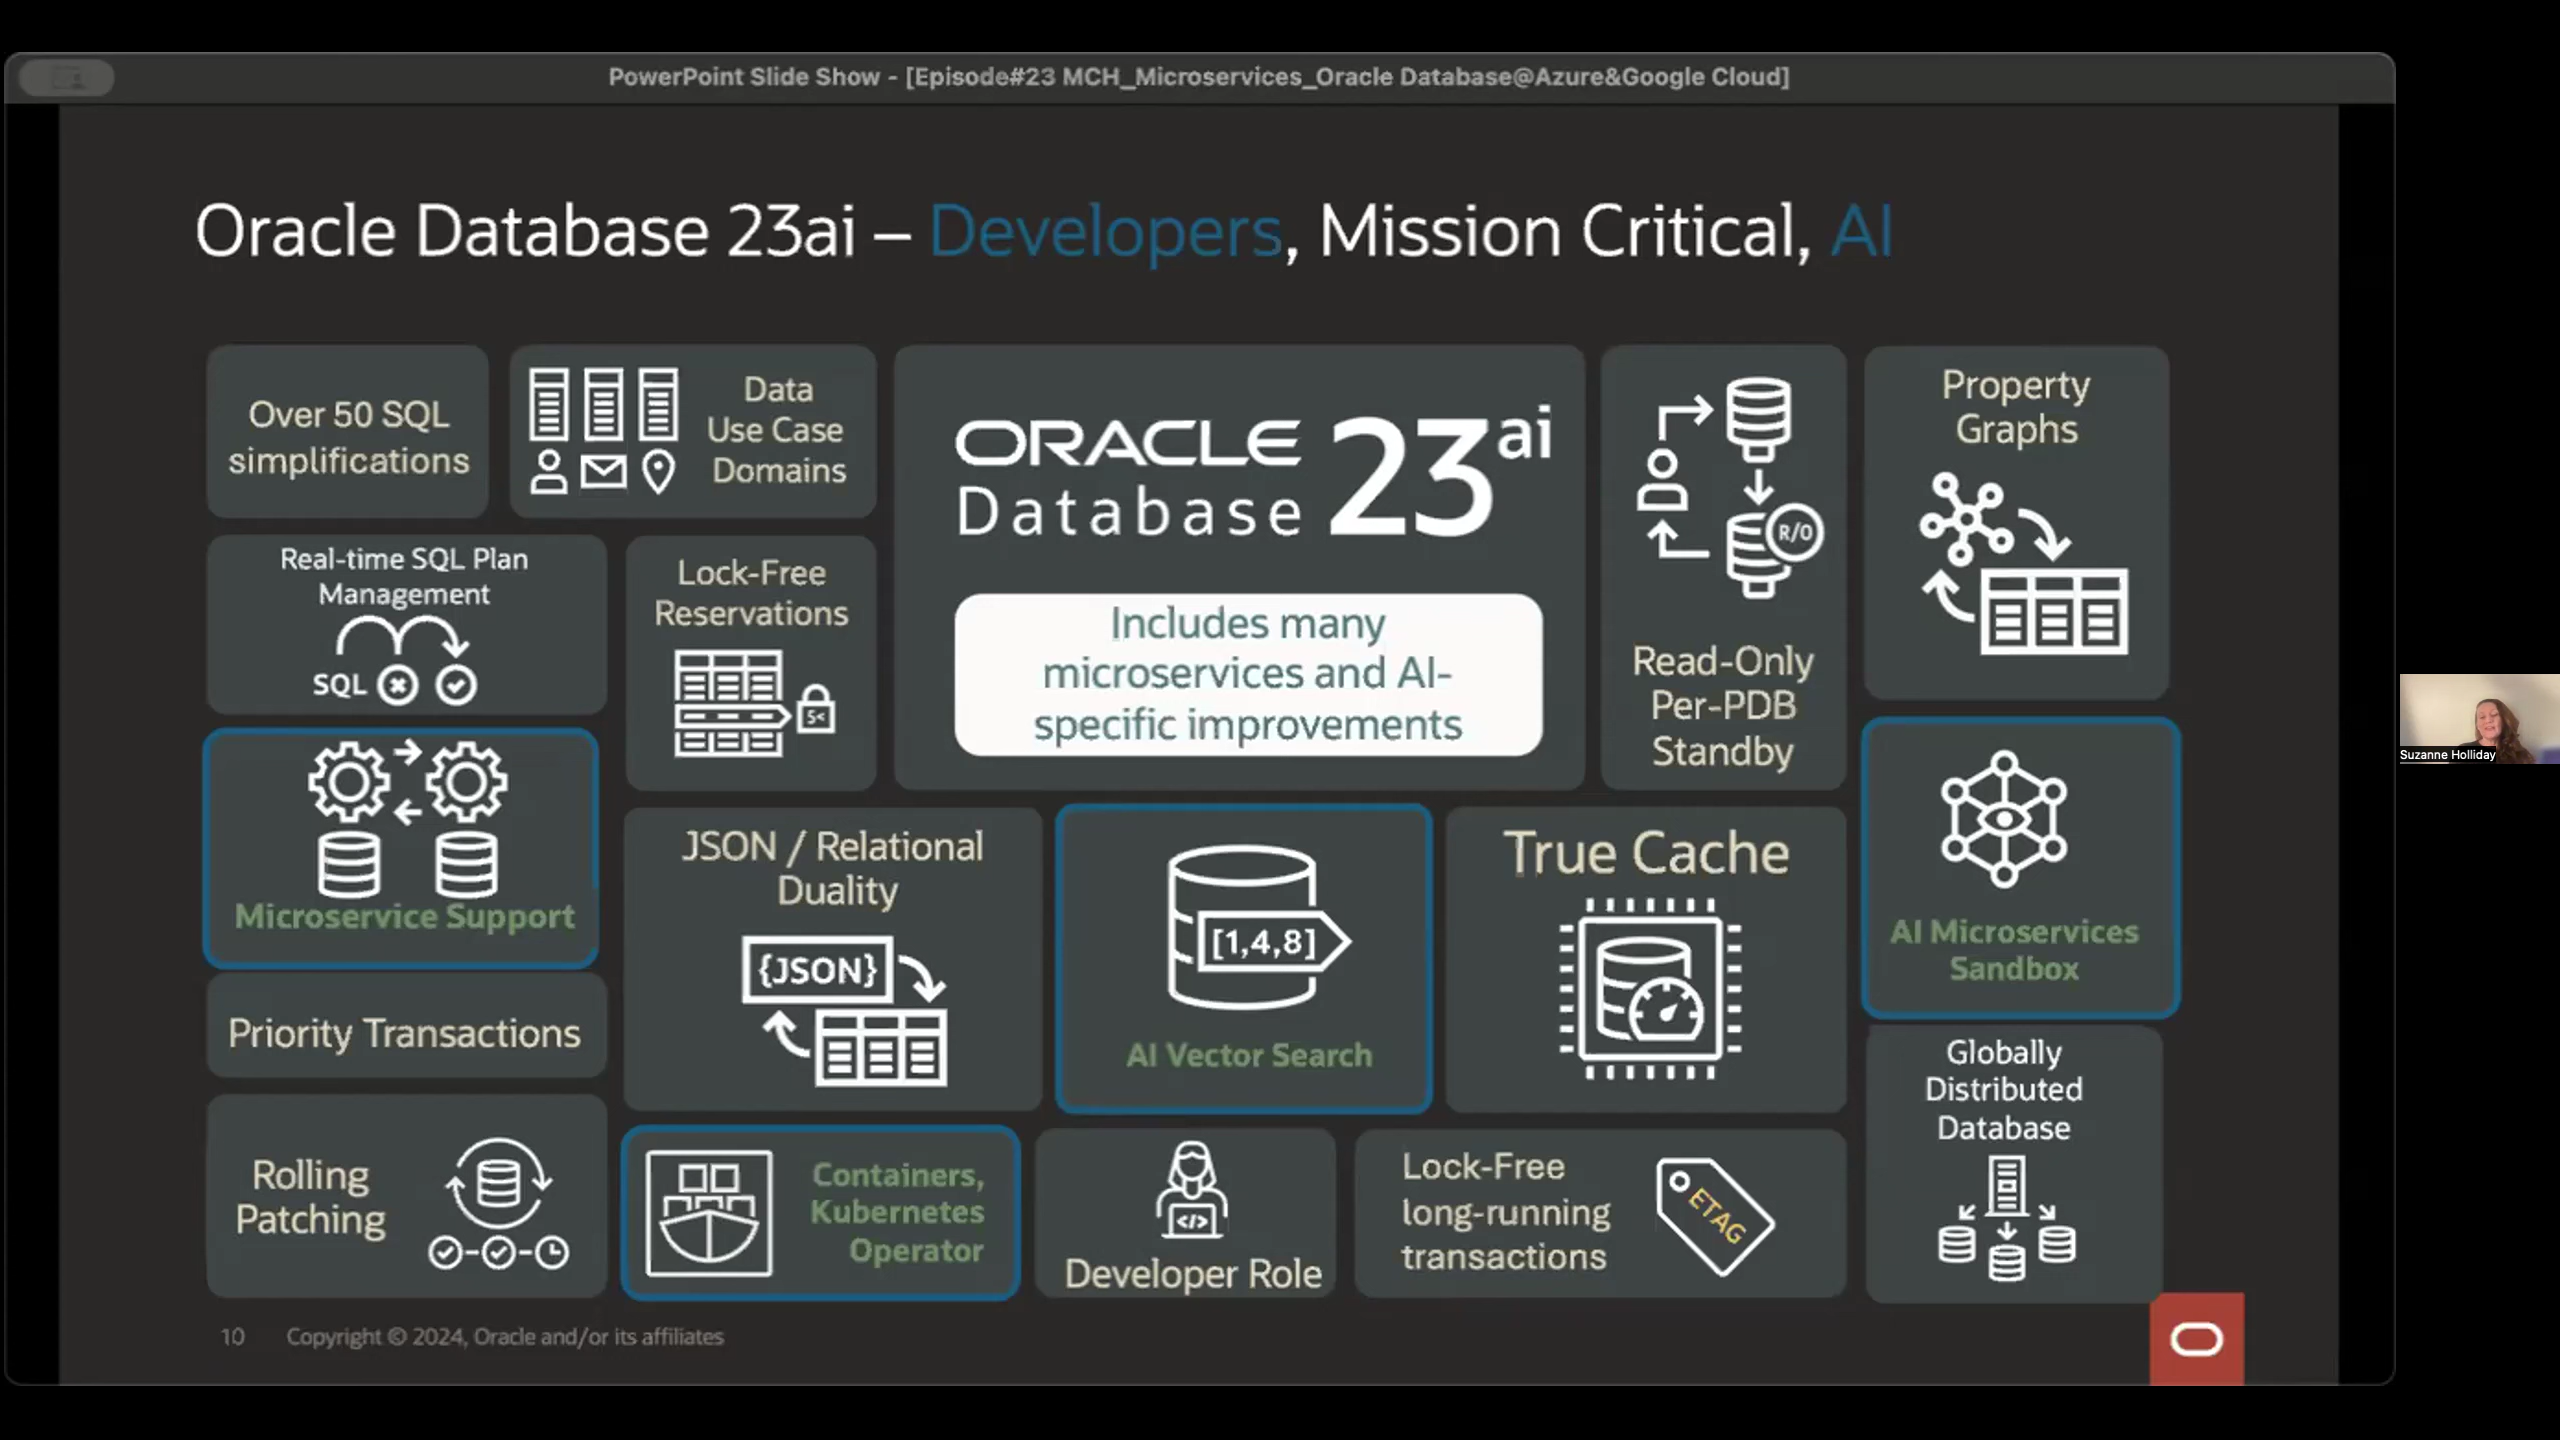 PowerPoint Slide Show - [Episode#23 MCH_Microservices_Oracle Database@Azure&Google Cloud]
Oracle Database 23ai – Developers, Mission Critical, AI
Over 50 SQL
simplifications
Data
Use Case
Domains
ORACLE
Database
23ai
Includes many
microservices and AI-
specific improvements
R/O
Read-Only
Per-PDB
Standby
Property
Graphs
Real-time SQL Plan
Management
SQL
Lock-Free
Reservations
5<
Microservice Support
JSON / Relational
Duality
{JSON}
[1,4,8]
AI Vector Search
True Cache
AI Microservices
Sandbox
Priority Transactions
Rolling
Patching
Containers,
Kubernetes
Operator
</>
Developer Role
Lock-Free
long-running
transactions
ETAG
Globally
Distributed
Database
10 Copyright © 2024, Oracle and/or its affiliates
Suzanne Holliday